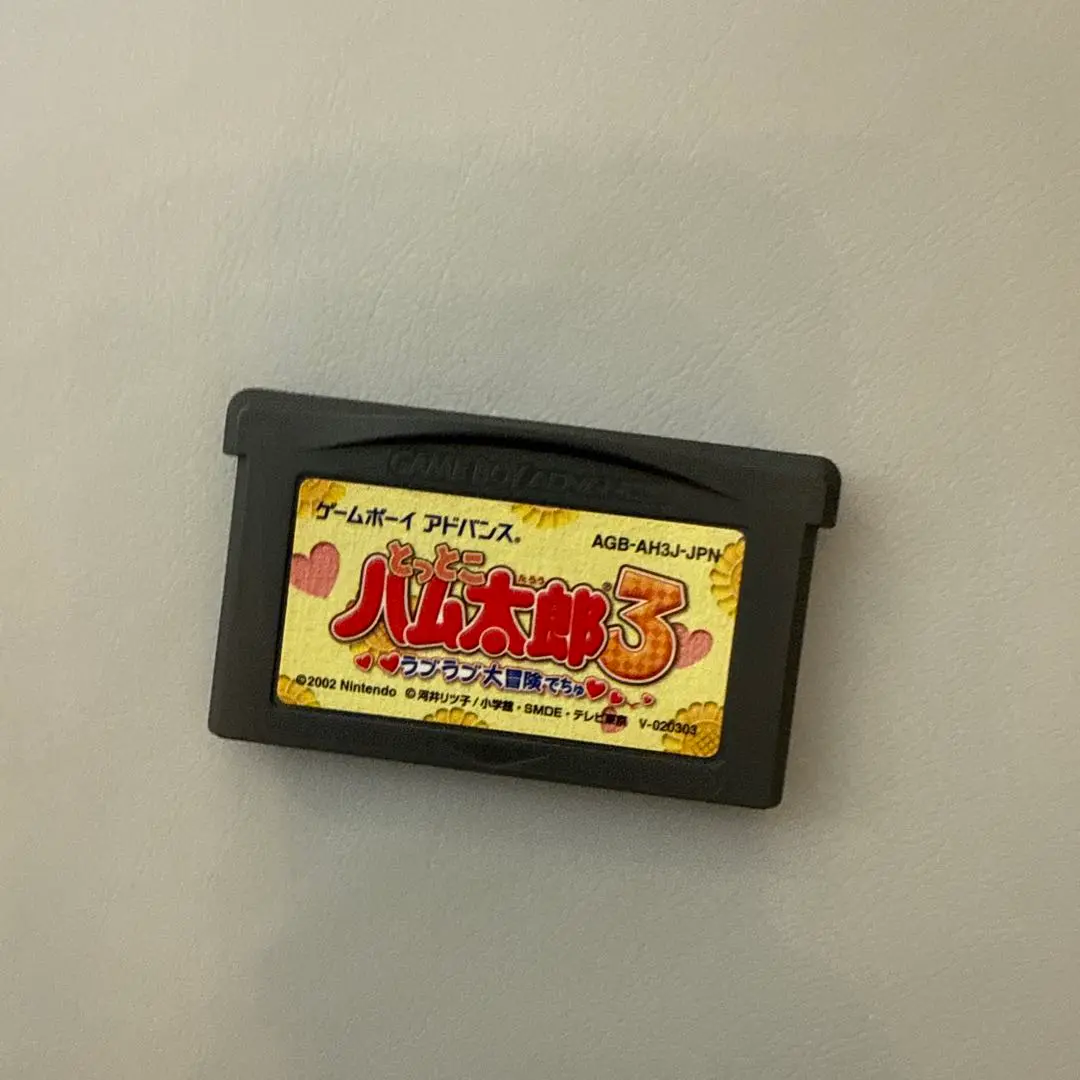 GAME BOY ADVANCE
ゲームボーイ アドバンス®
AGB-AH3J-JPN
とっとこ
ハム太郎®3
たろう
ラブラブ大冒険でちゅ
©2002 Nintendo ©河井リツ子/小学館・SMDE・テレビ東京 V-020303